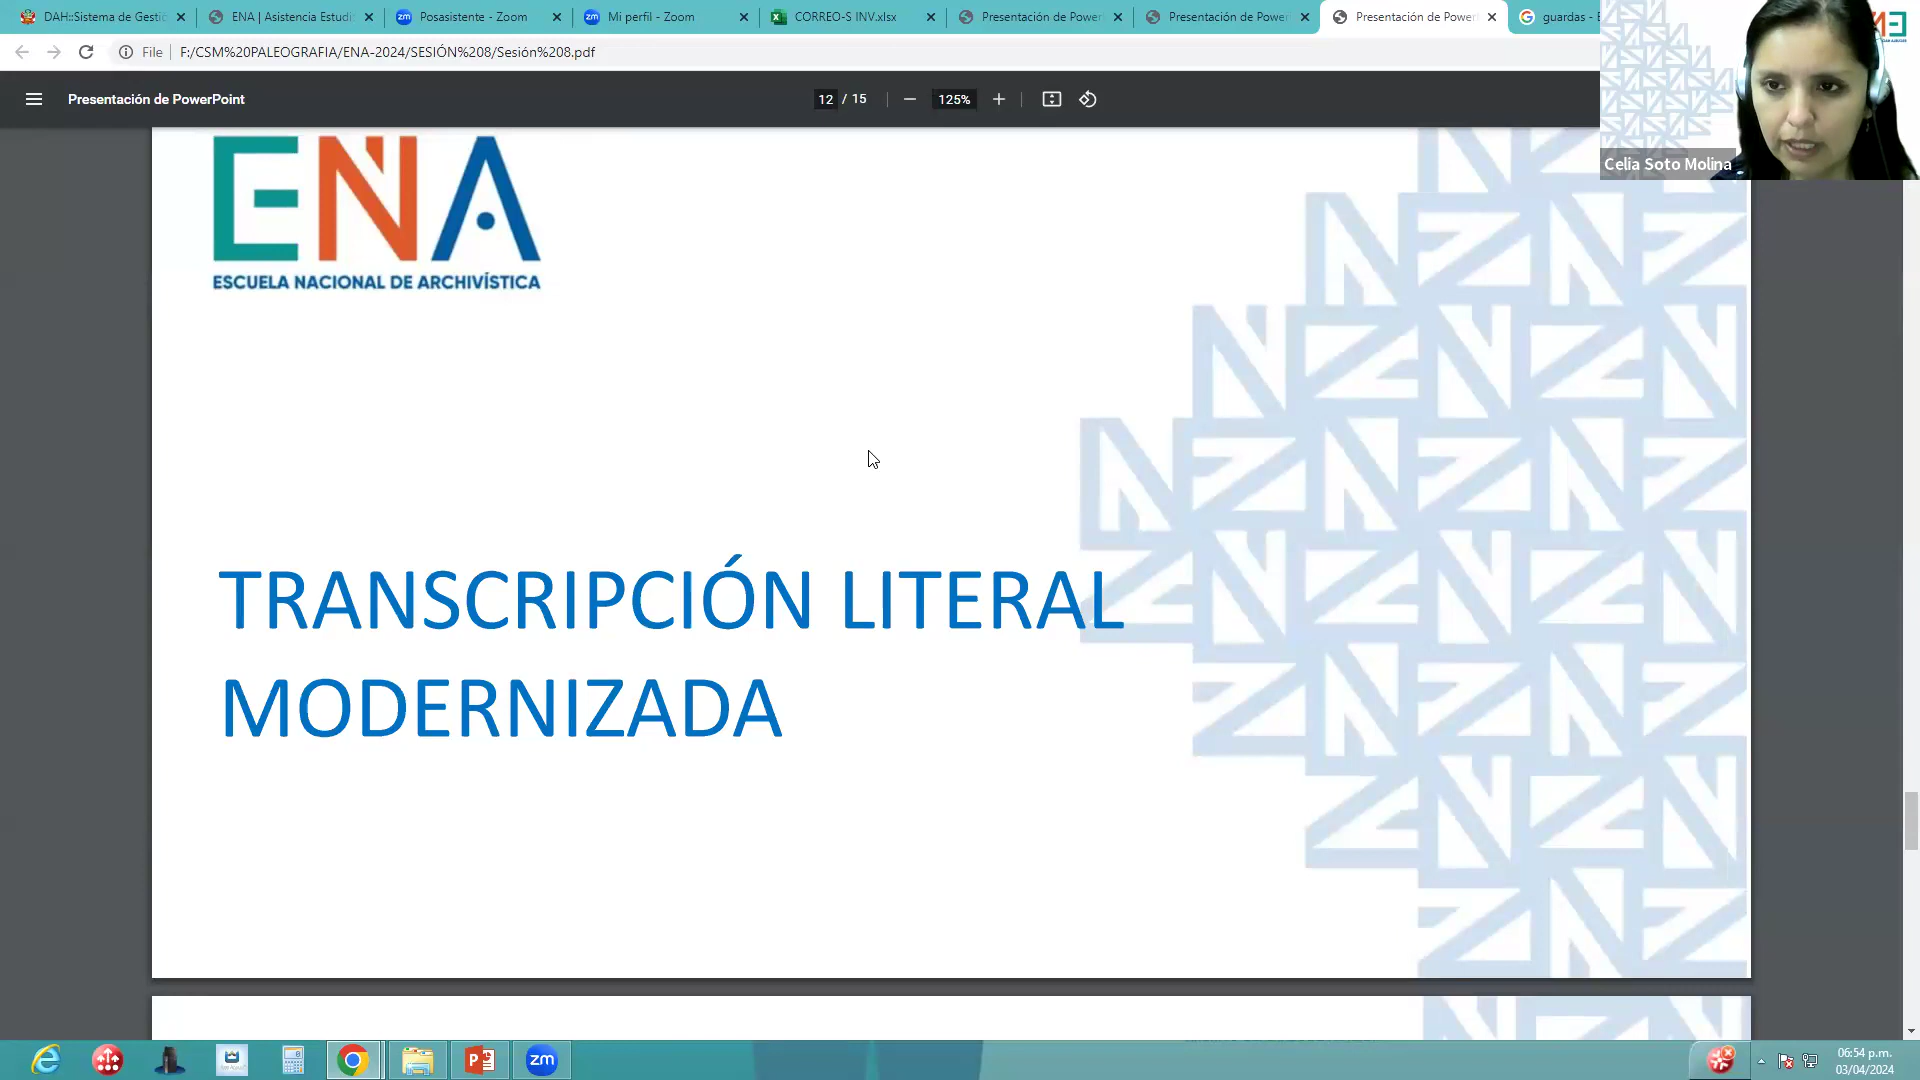 DAH::Sistema de Gestió
ENA | Asistencia Estudi
Posasistente - Zoom
Mi perfil - Zoom
CORREO-S INV.xlsx
Presentación de Power
Presentación de Power
Presentación de Power
guardas - B
File
F:/CSM%20PALEOGRAFIA/ENA-2024/SESIÓN%208/Sesión%208.pdf
Presentación de PowerPoint
12 / 15
125%
Celia Soto Molina
ENA
ESCUELA NACIONAL DE ARCHIVÍSTICA
TRANSCRIPCIÓN LITERAL
MODERNIZADA
zm
06:54 p.m.
03/04/2024